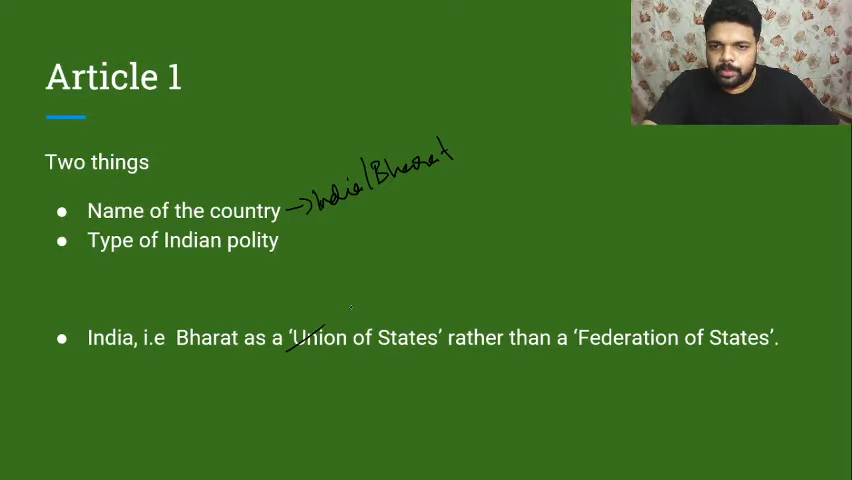 Article 1
Two things
● Name of the country → India/Bharat
● Type of Indian polity
● India, i.e Bharat as a ‘Union of States’ rather than a ‘Federation of States’.